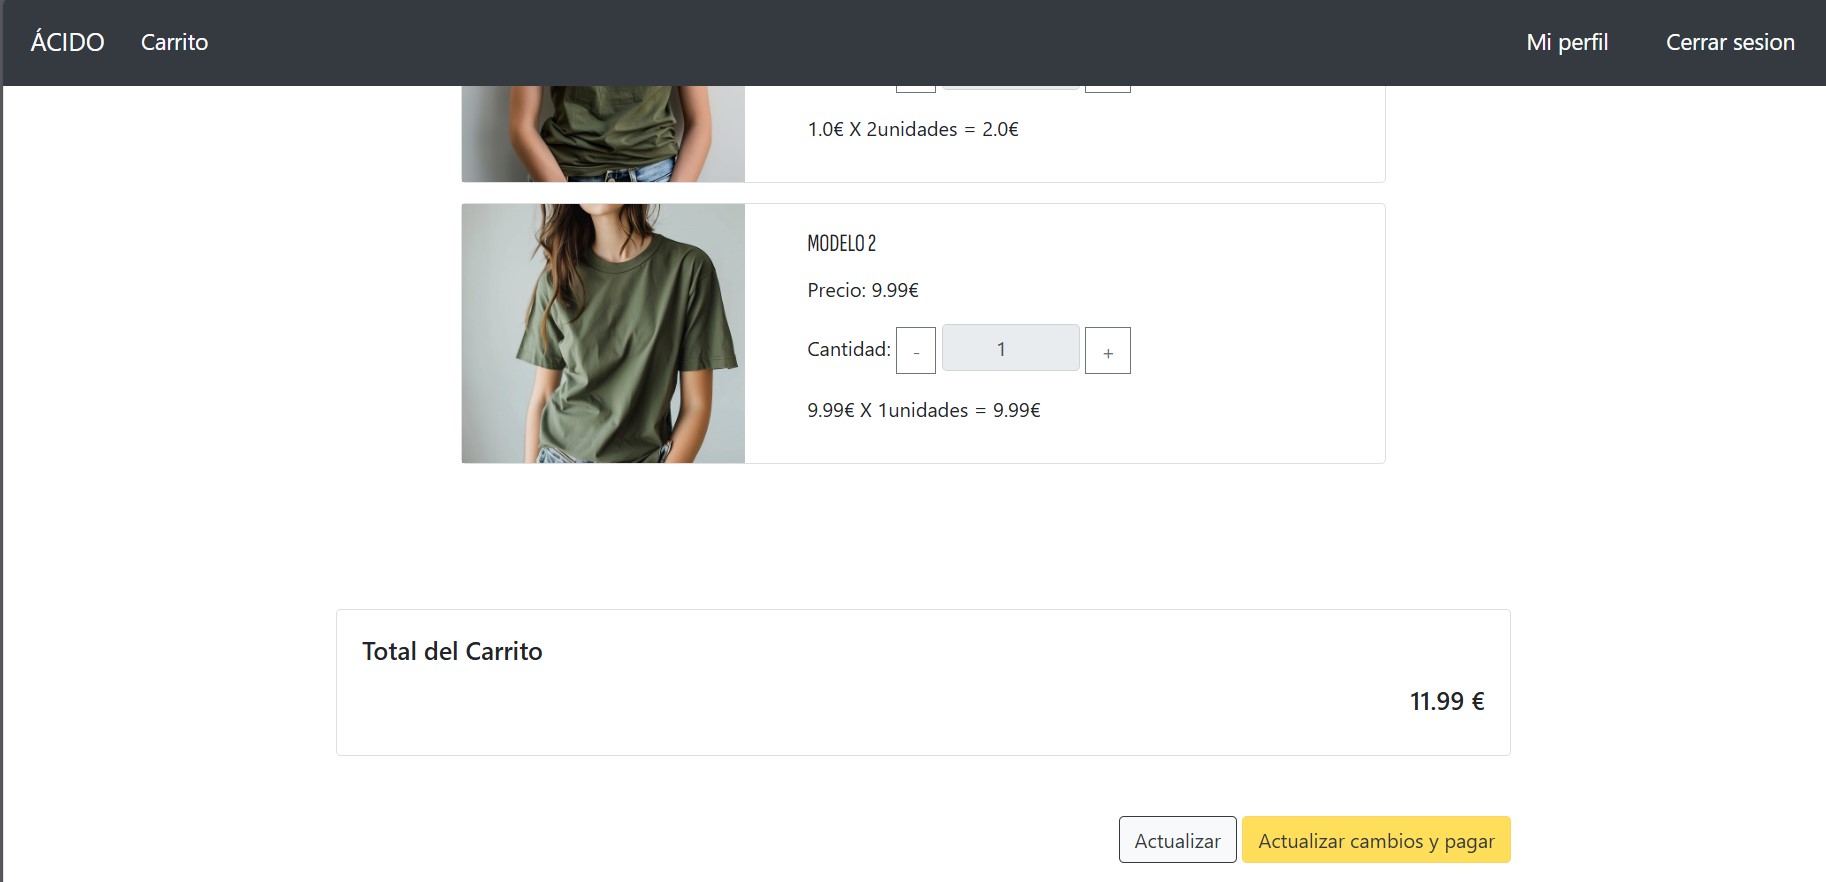 ÁCIDO Carrito Mi perfil Cerrar sesion
1.0€ X 2unidades = 2.0€
MODELO 2
Precio: 9.99€
Cantidad: - 1 +
9.99€ X 1unidades = 9.99€
Total del Carrito
11.99 €
Actualizar Actualizar cambios y pagar